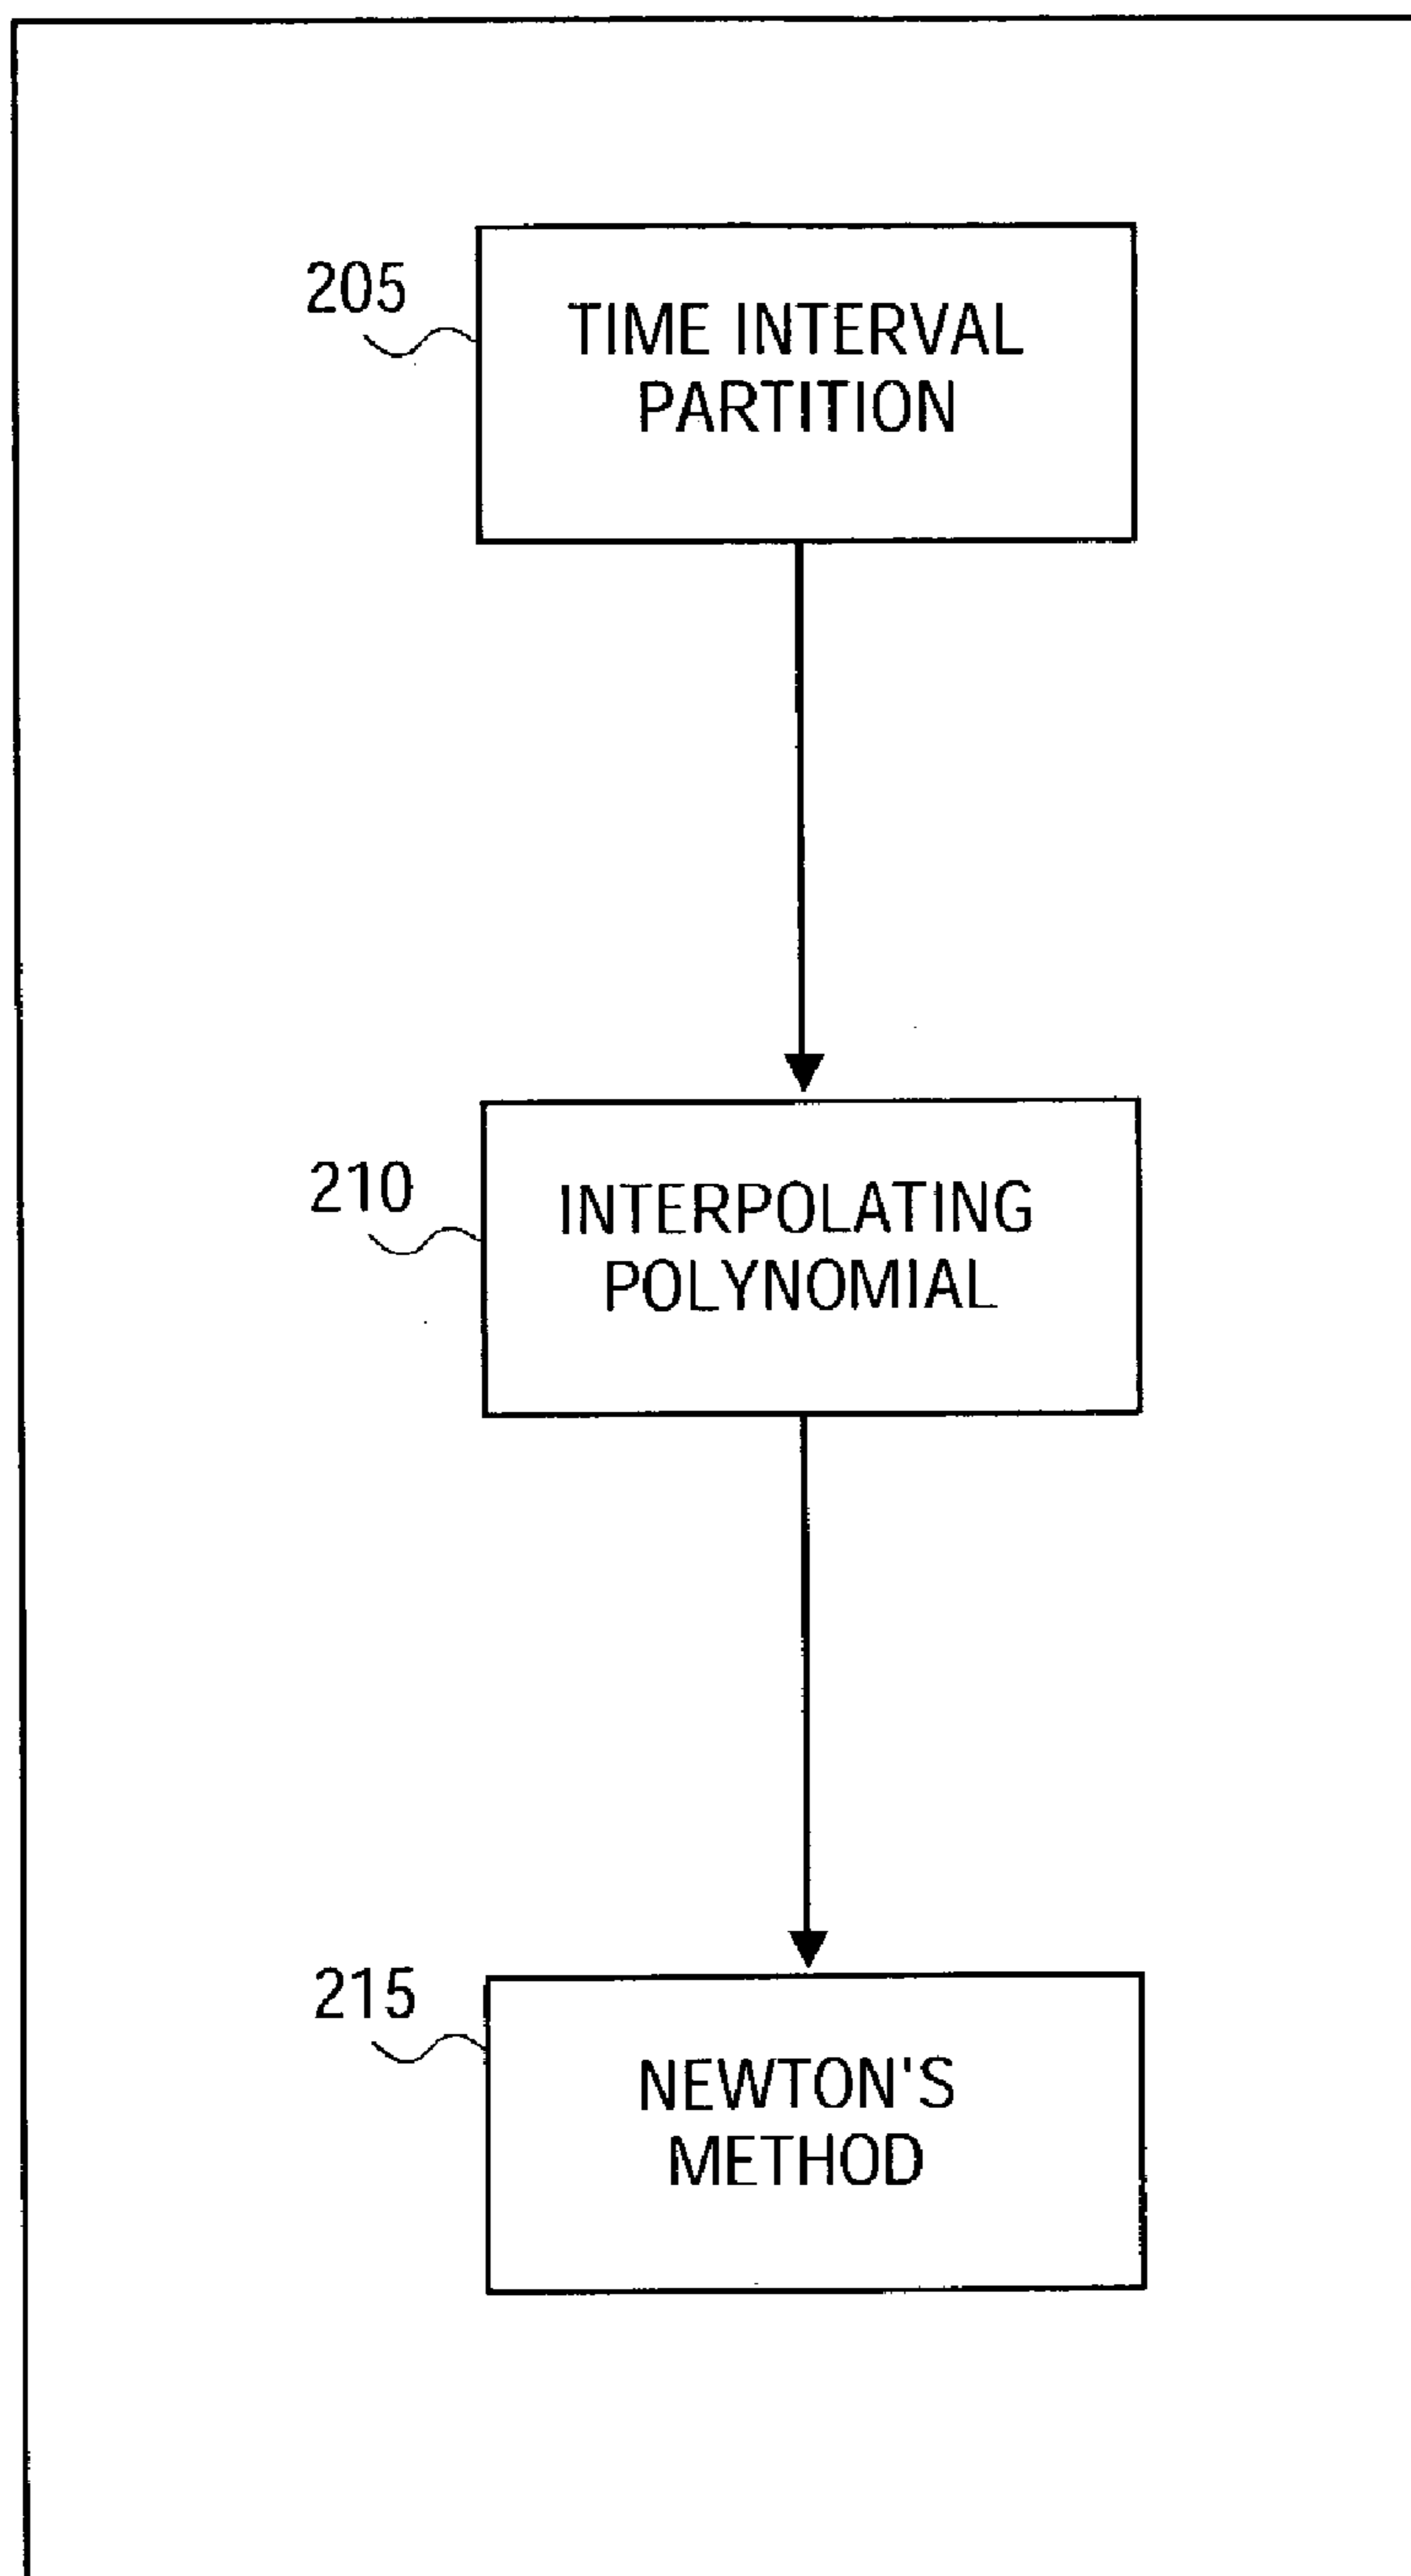 205
TIME INTERVAL
PARTITION
210
INTERPOLATING
POLYNOMIAL
215
NEWTON'S
METHOD